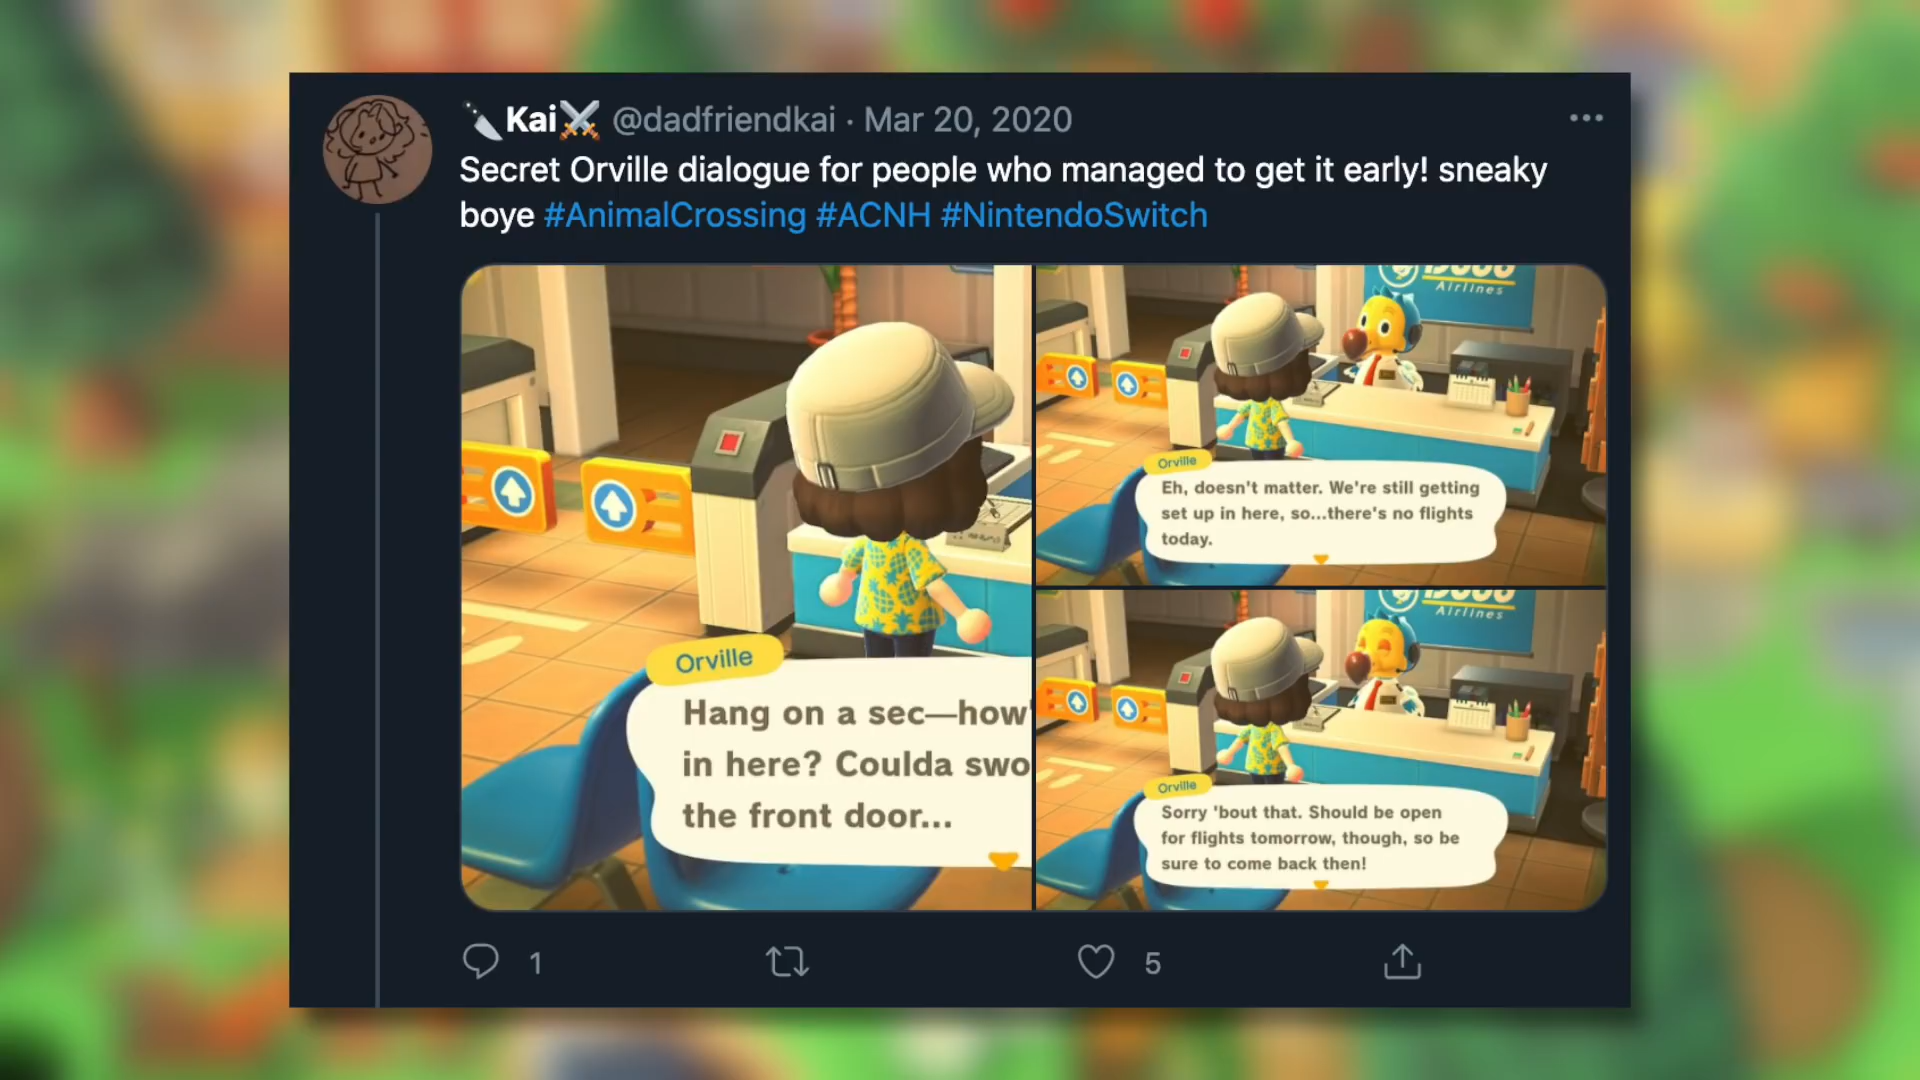 Kai @dadfriendkai · Mar 20, 2020
Secret Orville dialogue for people who managed to get it early! sneaky
boye #AnimalCrossing #ACNH #NintendoSwitch
Orville
Hang on a sec—how'
in here? Coulda swo
the front door...
Airlines
Orville
Eh, doesn't matter. We're still getting
set up in here, so...there's no flights
today.
Airlines
Orville
Sorry 'bout that. Should be open
for flights tomorrow, though, so be
sure to come back then!
1
5